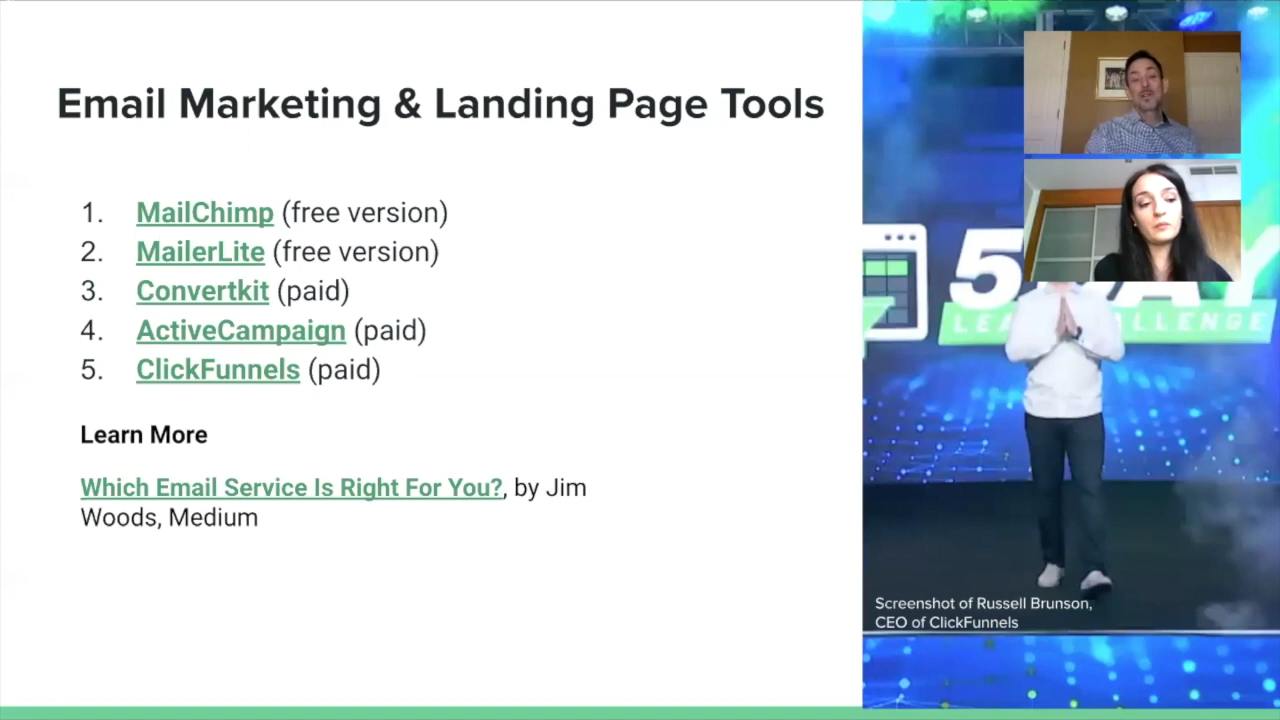 Email Marketing & Landing Page Tools
1. MailChimp (free version)
2. MailerLite (free version)
3. Convertkit (paid)
4. ActiveCampaign (paid)
5. ClickFunnels (paid)
Learn More
Which Email Service Is Right For You?, by Jim
Woods, Medium
5
Screenshot of Russell Brunson,
CEO of ClickFunnels